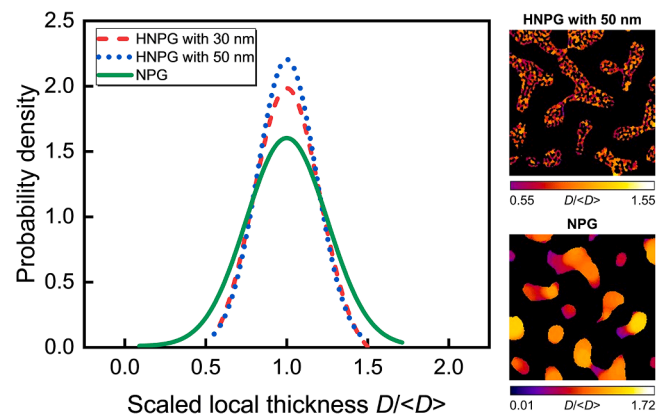 2.5
2.0
1.5
1.0
0.5
0.0
Probability density
HNPG with 30 nm
HNPG with 50 nm
NPG
0.0 0.5 1.0 1.5 2.0
Scaled local thickness D/<D>
HNPG with 50 nm
0.55 D/<D> 1.55
NPG
0.01 D/<D> 1.72